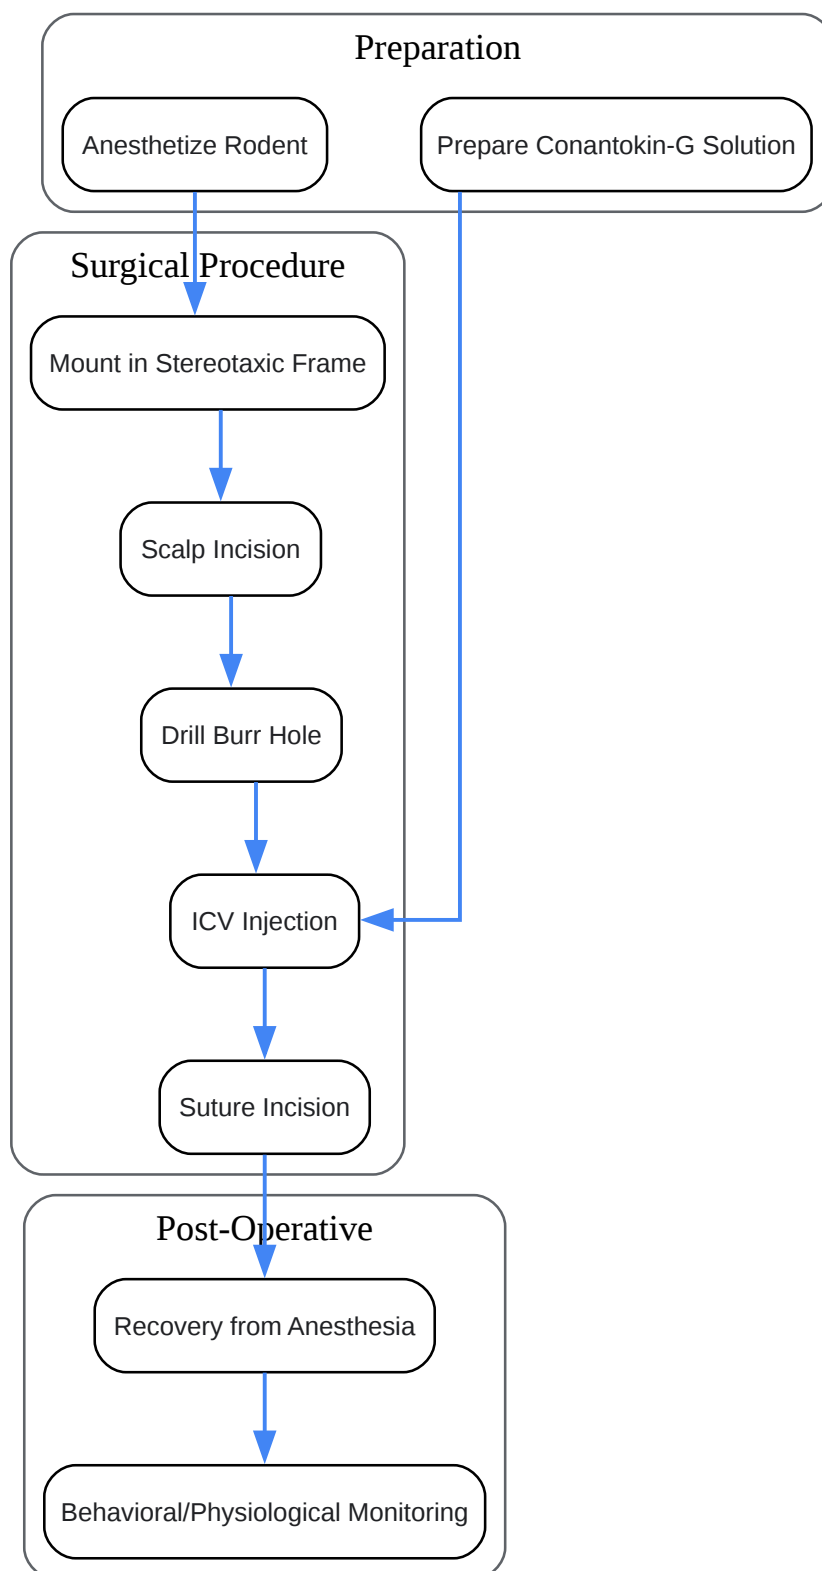 Preparation
Anesthetize Rodent
Prepare Conantokin-G Solution
Surgical Procedure
Mount in Stereotaxic Frame
Scalp Incision
Drill Burr Hole
ICV Injection
Suture Incision
Post-Operative
Recovery from Anesthesia
Behavioral/Physiological Monitoring